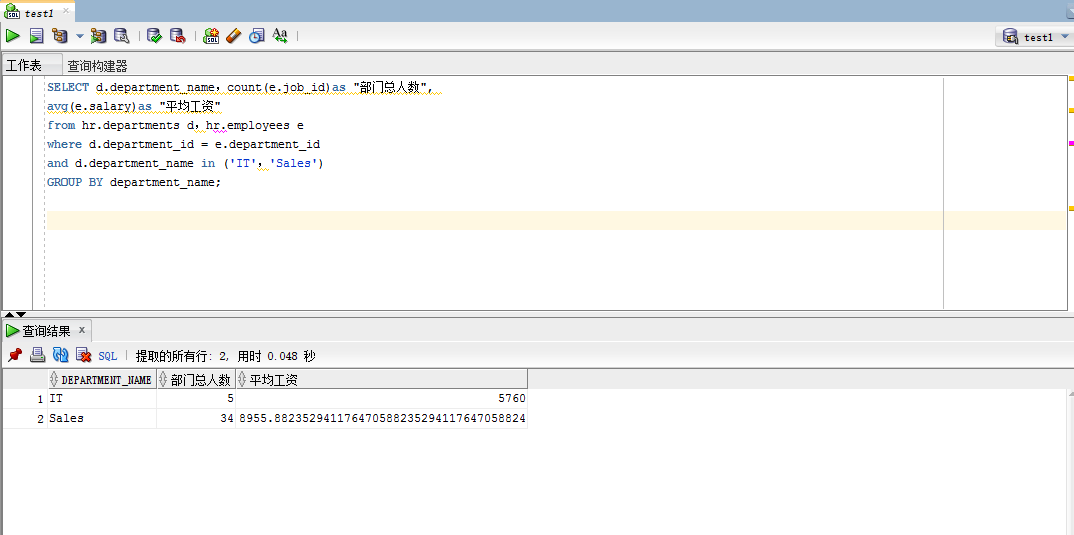 test1
test1
工作表 查询构建器
SELECT d.department_name，count(e.job_id)as "部门总人数"，
avg(e.salary)as "平均工资"
from hr.departments d，hr.employees e
where d.department_id = e.department_id
and d.department_name in ('IT'，'Sales')
GROUP BY department_name;
查询结果 x
SQL | 提取的所有行: 2, 用时 0.048 秒
DEPARTMENT_NAME 部门总人数 平均工资
1 IT 5 5760
2 Sales 34 8955.88235294117647058823529411764705882